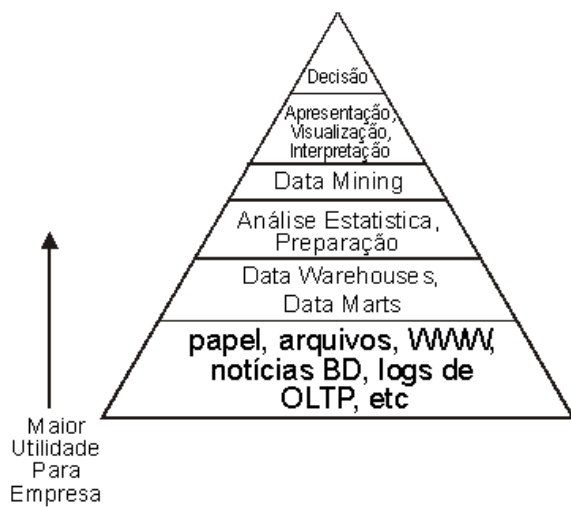 Decisão
Apresentação,
Visualização,
Interpretação
Data Mining
Análise Estatistica,
Preparação
Data Warehouses,
Data Marts
papel, arquivos, WWW,
notícias BD, logs de
OLTP, etc
Maior
Utilidade
Para
Empresa